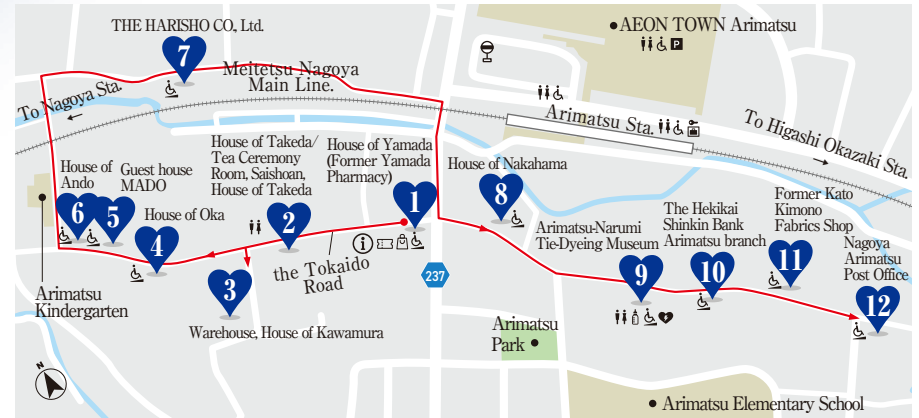 THE HARISHO CO., Ltd.
7
Meitetsu Nagoya
Main Line.
To Nagoya Sta.
AEON TOWN Arimatsu
P
Arimatsu Sta.
To Higashi Okazaki Sta.
House of
Ando
6
Guest house
MADO
5
House of Oka
4
House of Takeda/
Tea Ceremony
Room, Saishoan,
House of Takeda
2
House of Yamada
(Former Yamada
Pharmacy)
1
i
the Tokaido
Road
3
Warehouse, House of Kawamura
237
House of Nakahama
8
Arimatsu-Narumi
Tie-Dyeing Museum
9
The Hekikai
Shinkin Bank
Arimatsu branch
10
Former Kato
Kimono
Fabrics Shop
11
Nagoya
Arimatsu
Post Office
12
Arimatsu
Kindergarten
Arimatsu
Park
Arimatsu Elementary School
N